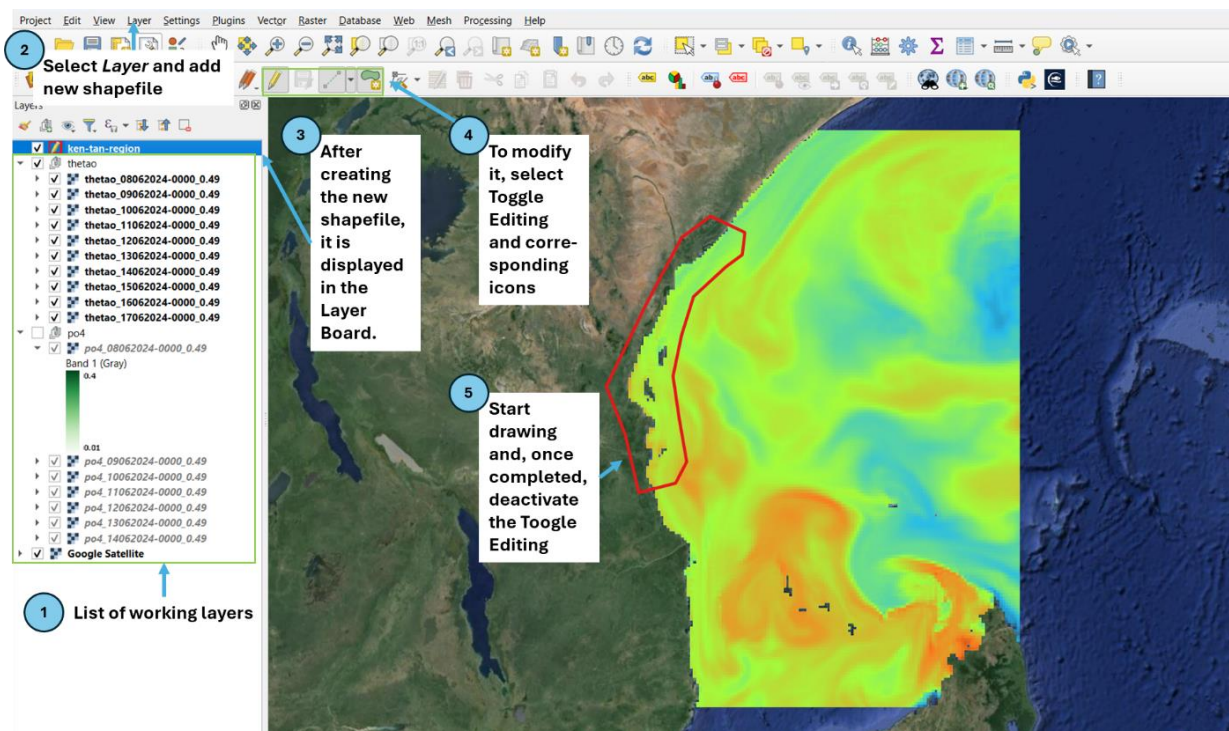 Project Edit View Layer Settings Plugins Vector Raster Database Web Mesh Processing Help
2
Select Layer and add
new shapefile
abc
ab
abc
Layers
ken-tan-region
thetao
thetao_08062024-0000_0.49
thetao_09062024-0000_0.49
thetao_10062024-0000_0.49
thetao_11062024-0000_0.49
thetao_12062024-0000_0.49
thetao_13062024-0000_0.49
thetao_14062024-0000_0.49
thetao_15062024-0000_0.49
thetao_16062024-0000_0.49
thetao_17062024-0000_0.49
po4
po4_08062024-0000_0.49
Band 1 (Gray)
0.4
0.01
po4_09062024-0000_0.49
po4_10062024-0000_0.49
po4_11062024-0000_0.49
po4_12062024-0000_0.49
po4_13062024-0000_0.49
po4_14062024-0000_0.49
Google Satellite
1
List of working layers
3
After
creating
the new
shapefile,
it is
displayed
in the
Layer
Board.
4
To modify
it, select
Toggle
Editing
and corre-
sponding
icons
5
Start
drawing
and, once
completed,
deactivate
the Toogle
Editing